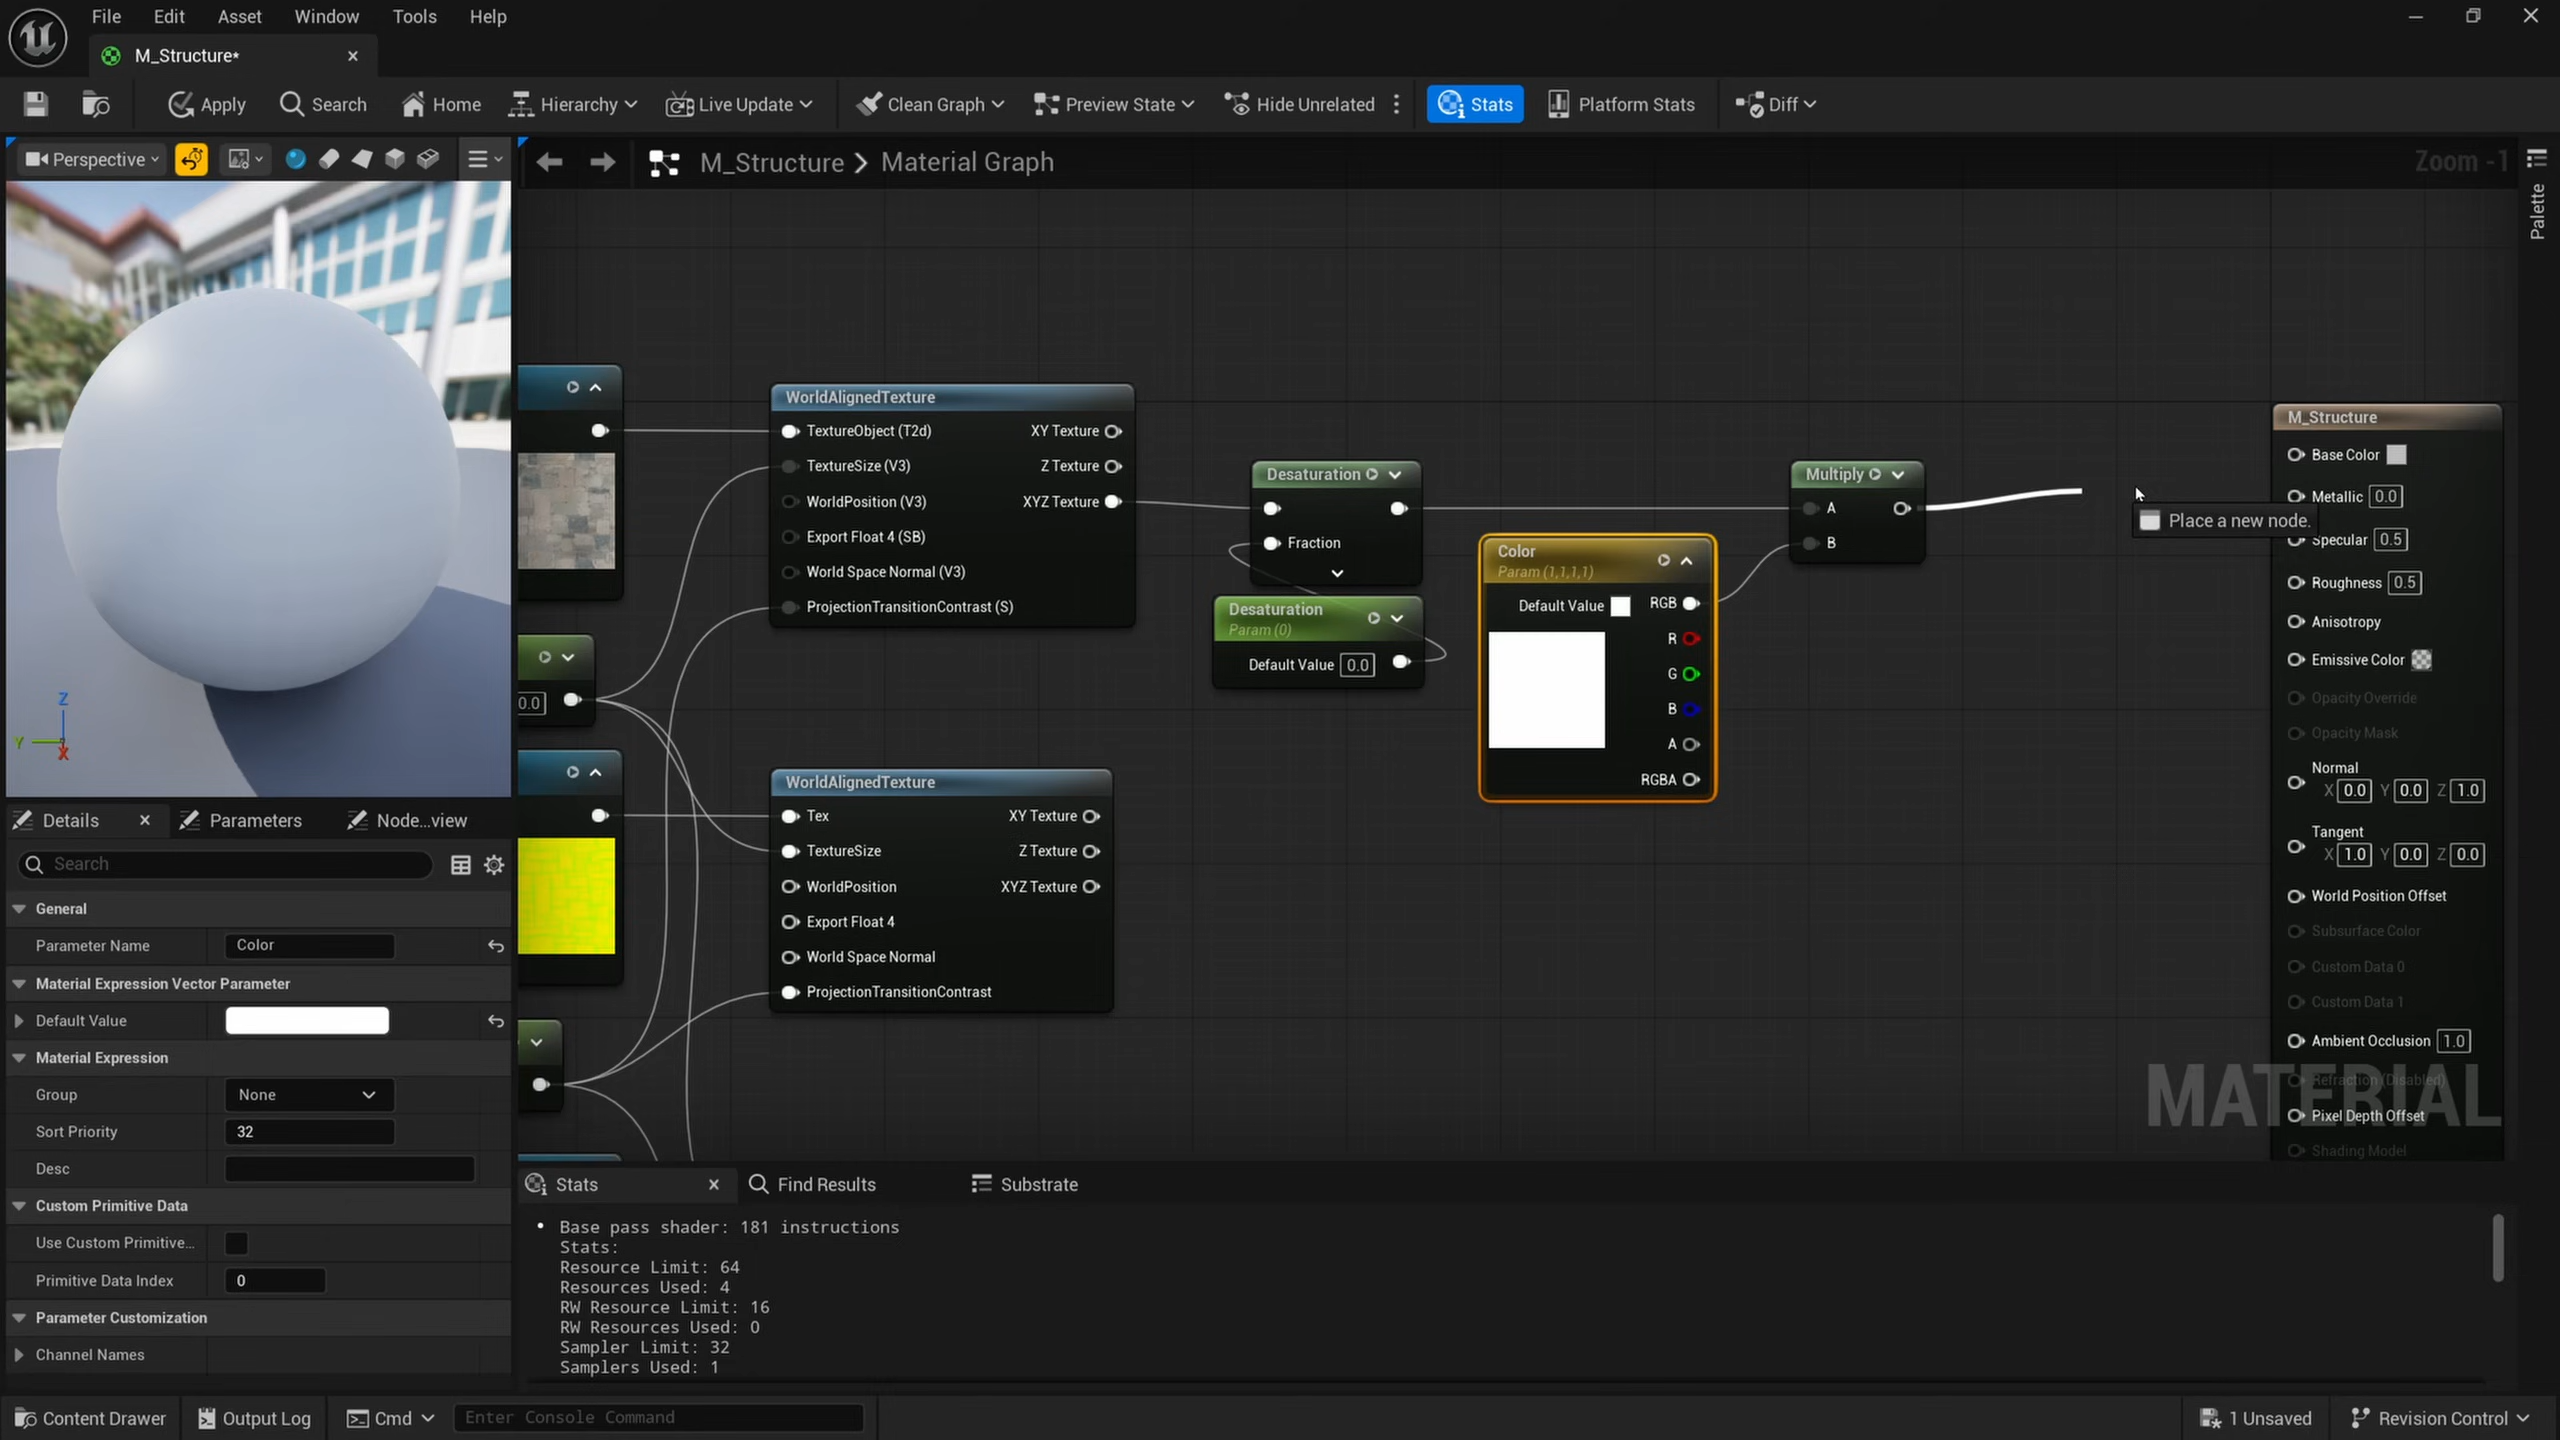 File Edit Asset Window Tools Help
M_Structure*
Apply Search Home Hierarchy Live Update Clean Graph Preview State Hide Unrelated Stats Platform Stats Diff
Perspective
M_Structure > Material Graph
Zoom -1
Palette
WorldAlignedTexture
TextureObject (T2d) XY Texture
TextureSize (V3) Z Texture
WorldPosition (V3) XYZ Texture
Export Float 4 (SB)
World Space Normal (V3)
ProjectionTransitionContrast (S)
Desaturation
Fraction
Desaturation
Param (0)
Default Value 0.0
Color
Param (1,1,1,1)
Default Value RGB
R
G
B
A
RGBA
Multiply
A
B
Place a new node.
M_Structure
Base Color
Metallic 0.0
Specular 0.5
Roughness 0.5
Anisotropy
Emissive Color
Opacity Override
Opacity Mask
Normal
X 0.0 Y 0.0 Z 1.0
Tangent
X 1.0 Y 0.0 Z 0.0
World Position Offset
Subsurface Color
Custom Data 0
Custom Data 1
Ambient Occlusion 1.0
Refraction (Disabled)
Pixel Depth Offset
Shading Model
MATERIAL
0.0
WorldAlignedTexture
Tex XY Texture
TextureSize Z Texture
WorldPosition XYZ Texture
Export Float 4
World Space Normal
ProjectionTransitionContrast
Z
Y
X
Details Parameters Node...view
Search
General
Parameter Name Color
Material Expression Vector Parameter
Default Value
Material Expression
Group None
Sort Priority 32
Desc
Custom Primitive Data
Use Custom Primitive...
Primitive Data Index 0
Parameter Customization
Channel Names
Stats Find Results Substrate
• Base pass shader: 181 instructions
Stats:
Resource Limit: 64
Resources Used: 4
RW Resource Limit: 16
RW Resources Used: 0
Sampler Limit: 32
Samplers Used: 1
Content Drawer Output Log Cmd Enter Console Command 1 Unsaved Revision Control